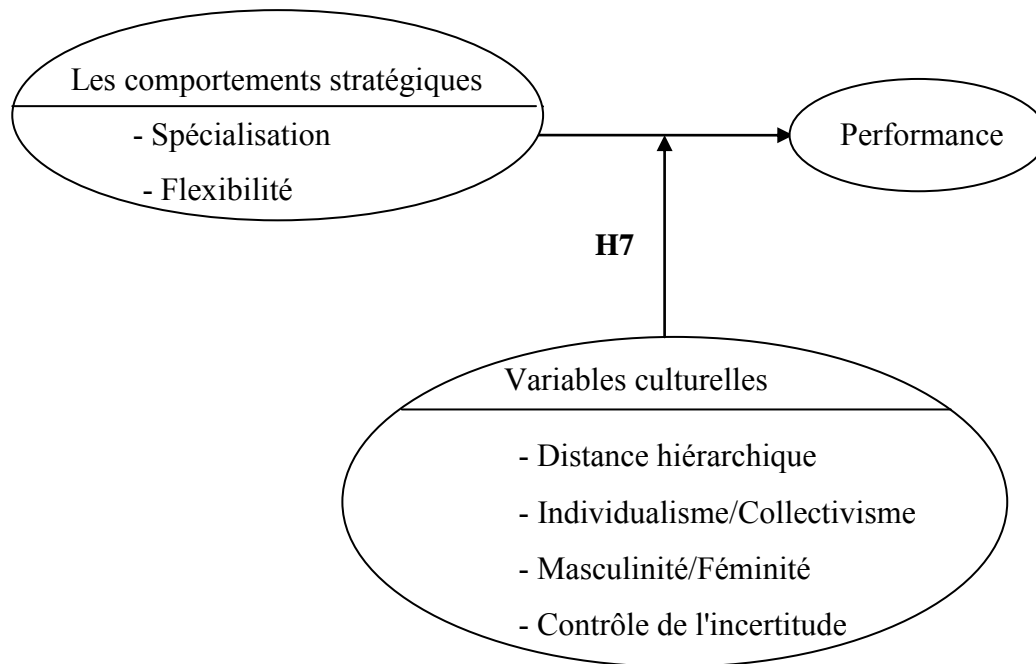 Les comportements stratégiques
- Spécialisation
- Flexibilité
Performance
H7
Variables culturelles
- Distance hiérarchique
- Individualisme/Collectivisme
- Masculinité/Féminité
- Contrôle de l'incertitude